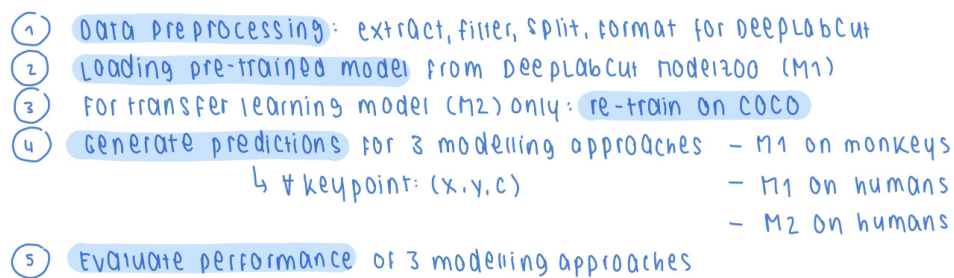 1 Data preprocessing: extract, filter, split, format for DeepLabCut
2 Loading pre-trained model from DeepLabCut ModelZoo (M1)
3 For transfer learning model (M2) only: re-train on COCO
4 Generate predictions for 3 modelling approaches – M1 on monkeys
↳ ∀ keypoint: (x,y,c) – M1 on humans
– M2 on humans
5 Evaluate performance of 3 modelling approaches